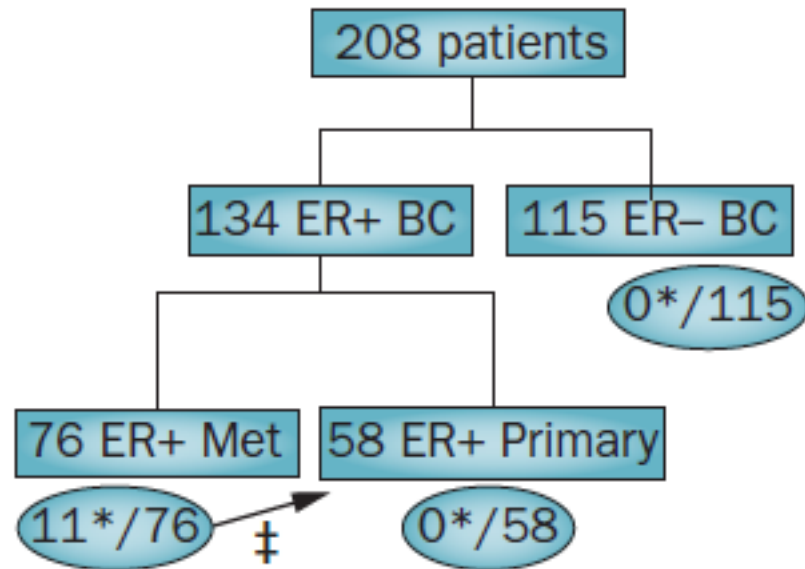 208 patients
134 ER+ BC
115 ER– BC
0*/115
76 ER+ Met
58 ER+ Primary
11*/76
‡
0*/58